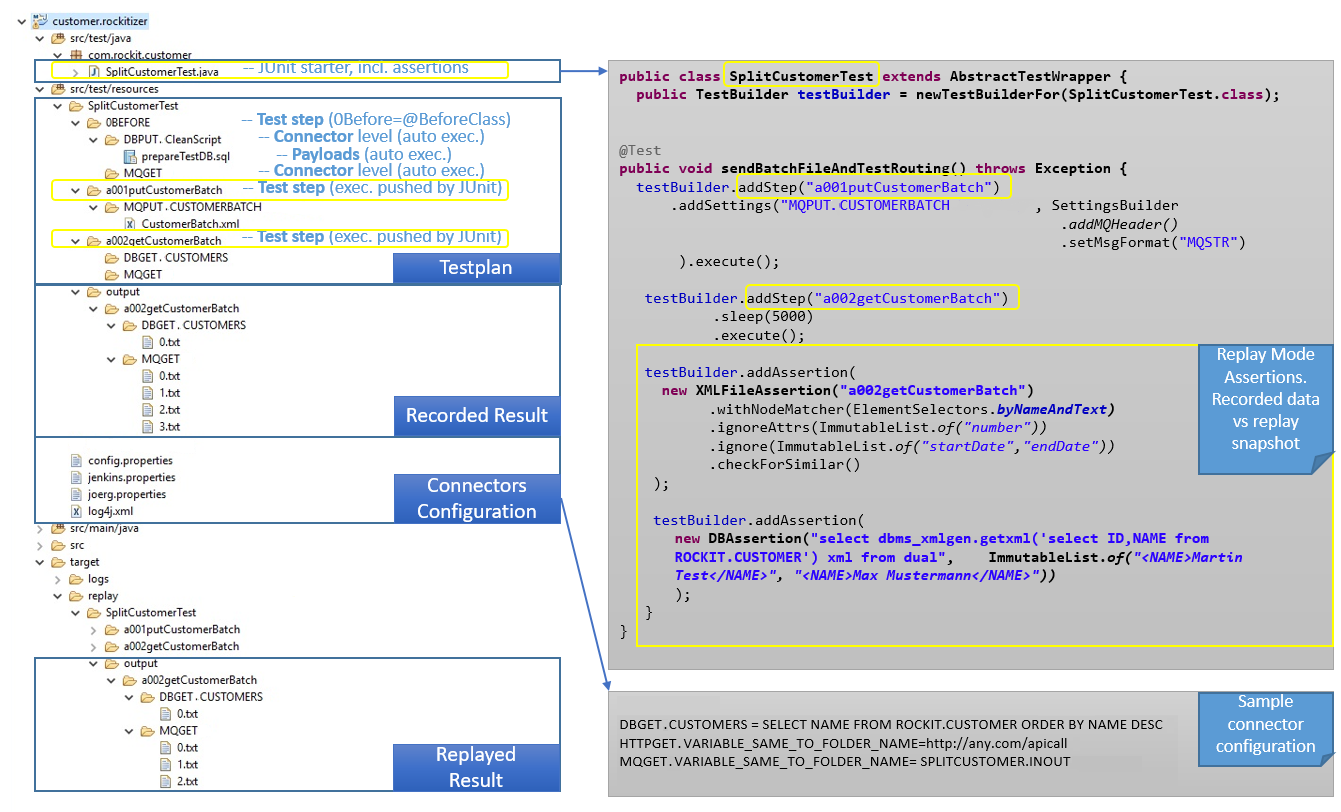 customer.rockitizer
src/test/java
com.rockit.customer
SplitCustomerTest.java -- JUnit starter, incl. assertions
src/test/resources
SplitCustomerTest
0BEFORE -- Test step (0Before=@BeforeClass)
DBPUT. CleanScript -- Connector level (auto exec.)
prepareTestDB.sql -- Payloads (auto exec.)
MQGET -- Connector level (auto exec.)
a001putCustomerBatch -- Test step (exec. pushed by JUnit)
MQPUT.CUSTOMERBATCH
CustomerBatch.xml
a002getCustomerBatch -- Test step (exec. pushed by JUnit)
DBGET. CUSTOMERS
MQGET
Testplan
output
a002getCustomerBatch
DBGET. CUSTOMERS
0.txt
MQGET
0.txt
1.txt
2.txt
3.txt
Recorded Result
config.properties
jenkins.properties
joerg.properties
log4j.xml
Connectors
Configuration
src/main/java
src
target
logs
replay
SplitCustomerTest
a001putCustomerBatch
a002getCustomerBatch
output
a002getCustomerBatch
DBGET. CUSTOMERS
0.txt
MQGET
0.txt
1.txt
2.txt
Replayed
Result
public class SplitCustomerTest extends AbstractTestWrapper {
public TestBuilder testBuilder = newTestBuilderFor(SplitCustomerTest.class);
@Test
public void sendBatchFileAndTestRouting() throws Exception {
testBuilder.addStep("a001putCustomerBatch")
.addSettings("MQPUT.CUSTOMERBATCH , SettingsBuilder
.addMQHeader()
.setMsgFormat("MQSTR")
).execute();
testBuilder.addStep("a002getCustomerBatch")
.sleep(5000)
.execute();
testBuilder.addAssertion(
new XMLFileAssertion("a002getCustomerBatch")
.withNodeMatcher(ElementSelectors.byNameAndText)
.ignoreAttrs(ImmutableList.of("number"))
.ignore(ImmutableList.of("startDate","endDate"))
.checkForSimilar()
);
testBuilder.addAssertion(
new DBAssertion("select dbms_xmlgen.getxml('select ID,NAME from
ROCKIT.CUSTOMER') xml from dual", ImmutableList.of("<NAME>Martin
Test</NAME>", "<NAME>Max Mustermann</NAME>"))
);
}
}
Replay Mode
Assertions.
Recorded data
vs replay
snapshot
DBGET.CUSTOMERS = SELECT NAME FROM ROCKIT.CUSTOMER ORDER BY NAME DESC
HTTPGET.VARIABLE_SAME_TO_FOLDER_NAME=http://any.com/apicall
MQGET.VARIABLE_SAME_TO_FOLDER_NAME= SPLITCUSTOMER.INOUT
Sample
connector
configuration